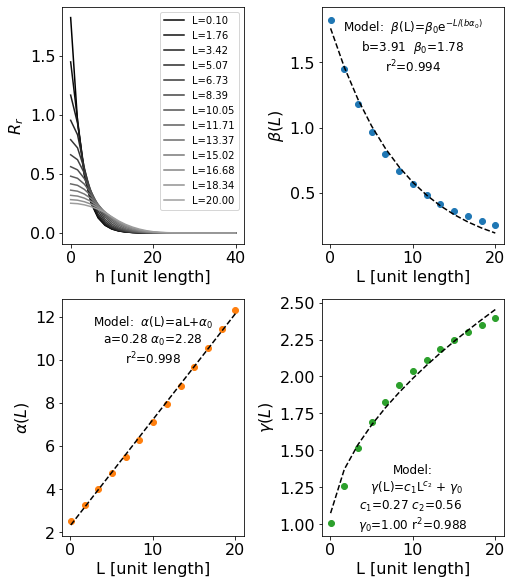 L=0.10
L=1.76
L=3.42
L=5.07
L=6.73
L=8.39
L=10.05
L=11.71
L=13.37
L=15.02
L=16.68
L=18.34
L=20.00
1.5
1.0
0.5
0.0
R_r
0 20 40
h [unit length]
Model: β(L)=β₀e^{-L/(bα₀)}
b=3.91 β₀=1.78
r²=0.994
1.5
1.0
0.5
β(L)
0 10 20
L [unit length]
Model: α(L)=aL+α₀
a=0.28 α₀=2.28
r²=0.998
12
10
8
6
4
2
α(L)
0 10 20
L [unit length]
2.50
2.25
2.00
1.75
1.50
1.25
1.00
γ(L)
Model:
γ(L)=c₁L^{c₂} + γ₀
c₁=0.27 c₂=0.56
γ₀=1.00 r²=0.988
0 10 20
L [unit length]